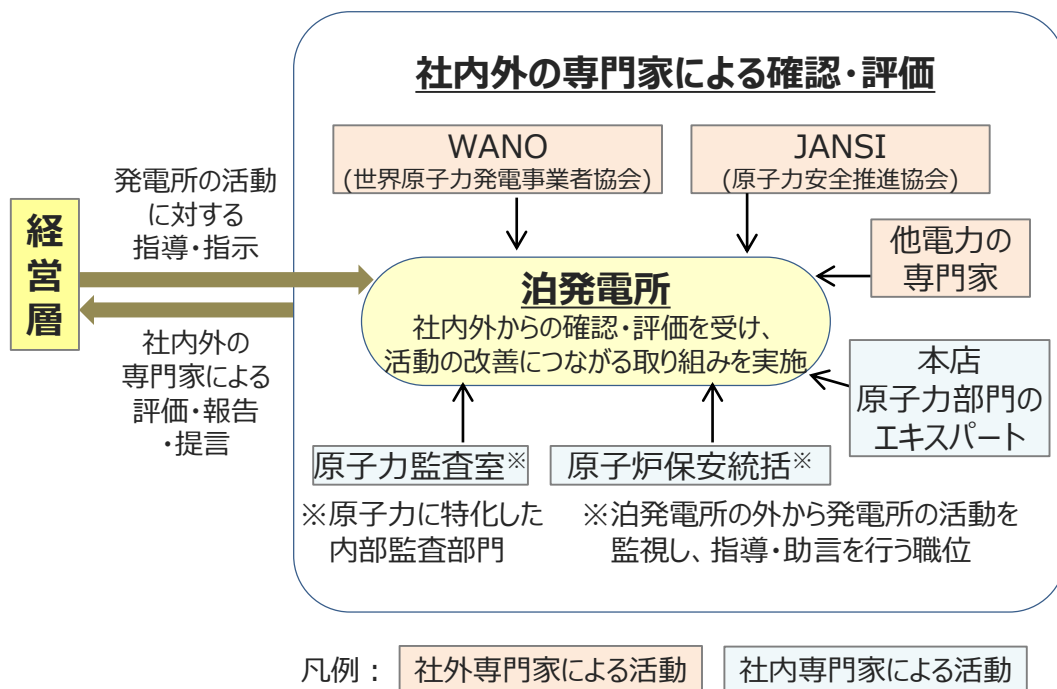 社内外の専門家による確認・評価
WANO
(世界原子力発電事業者協会)
JANSI
(原子力安全推進協会)
発電所の活動
に対する
指導・指示
経
営
層
他電力の
専門家
泊発電所
社内外からの確認・評価を受け、
活動の改善につながる取り組みを実施
社内外の
専門家による
評価・報告
・提言
本店
原子力部門の
エキスパート
原子力監査室※
原子炉保安統括※
※原子力に特化した
内部監査部門
※泊発電所の外から発電所の活動を
監視し、指導・助言を行う職位
凡例：
社外専門家による活動
社内専門家による活動